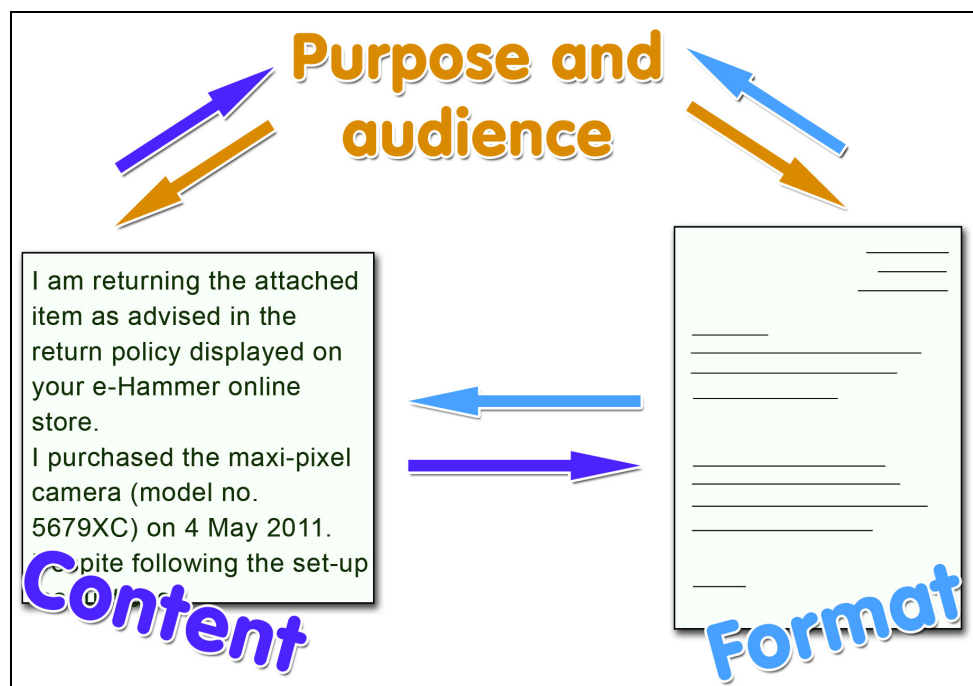 Purpose and
audience
I am returning the attached
item as advised in the
return policy displayed on
your e-Hammer online
store.
I purchased the maxi-pixel
camera (model no.
5679XC) on 4 May 2011.
following the set-up
Content
Format